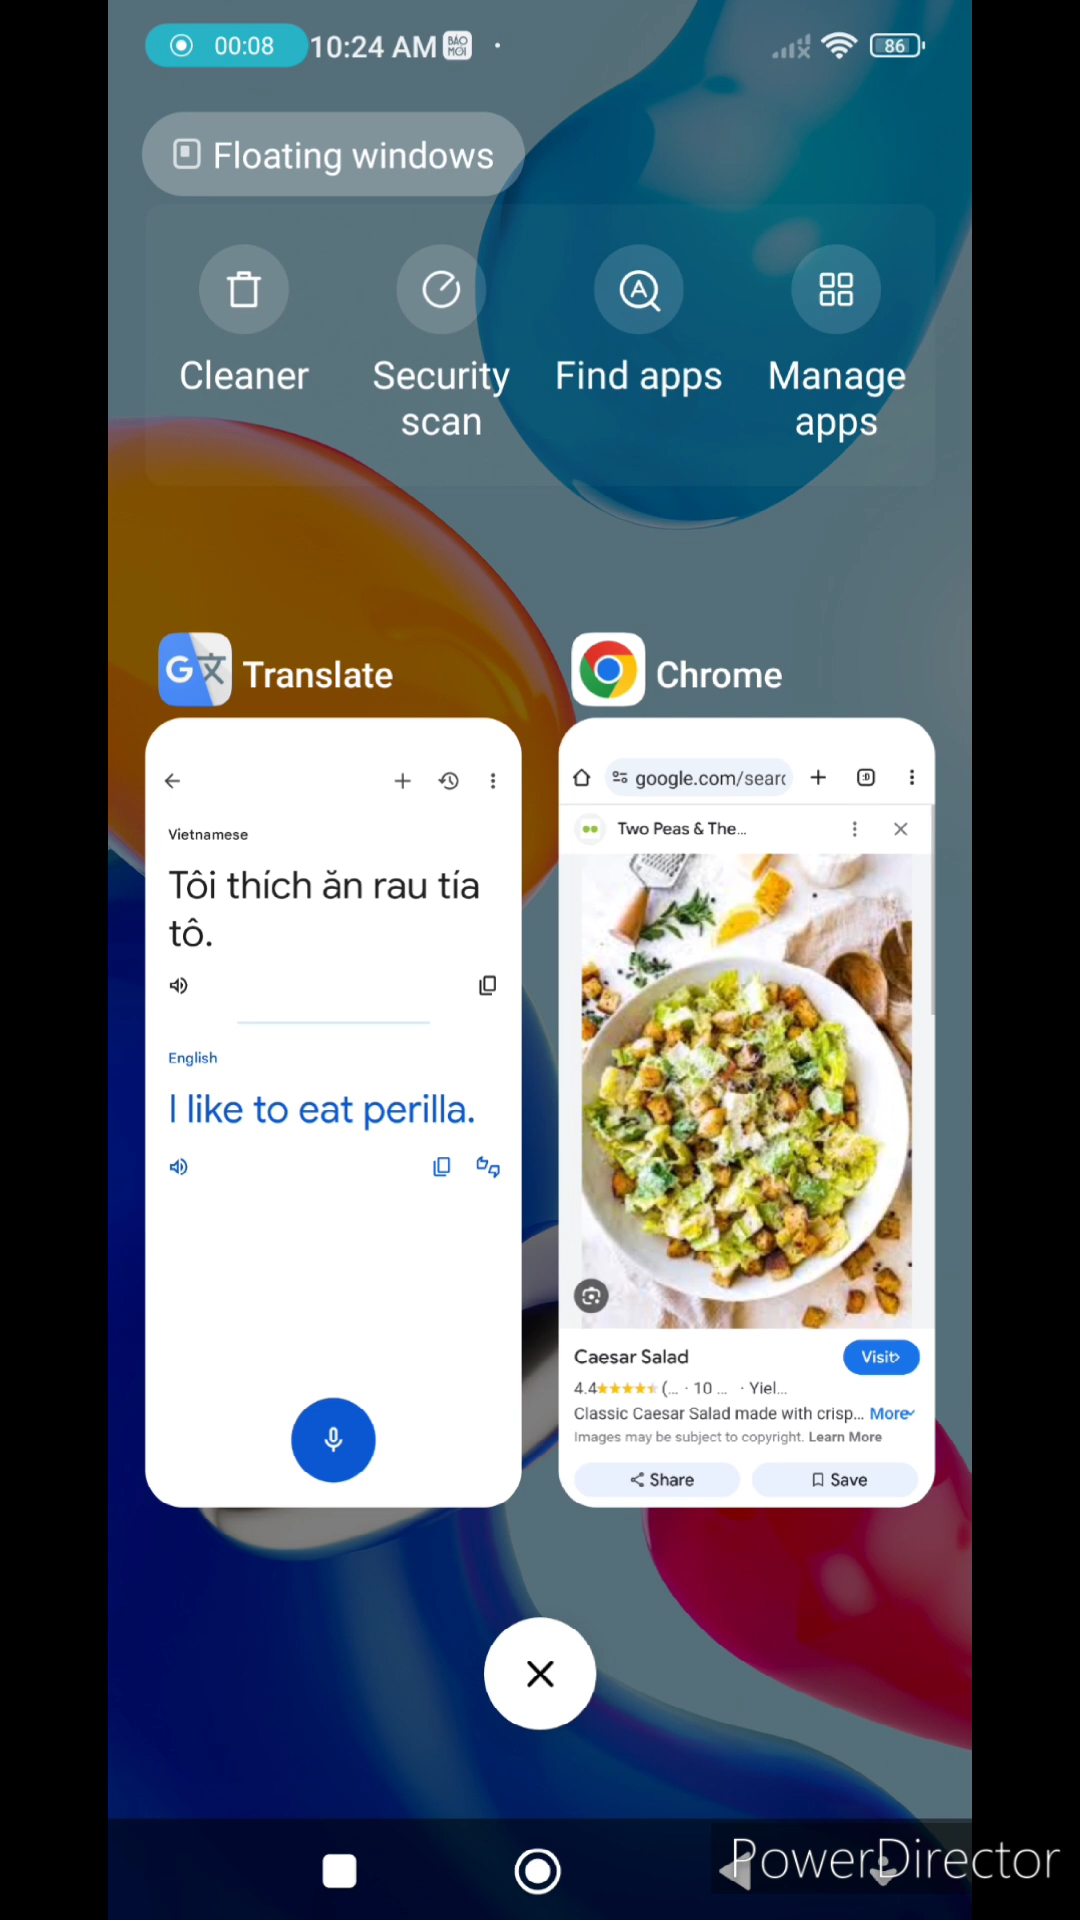 00:08 10:24 AM BÁO MỚI
86
Floating windows
Cleaner
Security scan
Find apps
Manage apps
Translate
Vietnamese
Tôi thích ăn rau tía
tô.
English
I like to eat perilla.
Chrome
google.com/searc
:D
Two Peas & The...
Caesar Salad
Visit
4.4 (... · 10 ... · Yiel...
Classic Caesar Salad made with crisp... More
Images may be subject to copyright. Learn More
Share
Save
PowerDirector